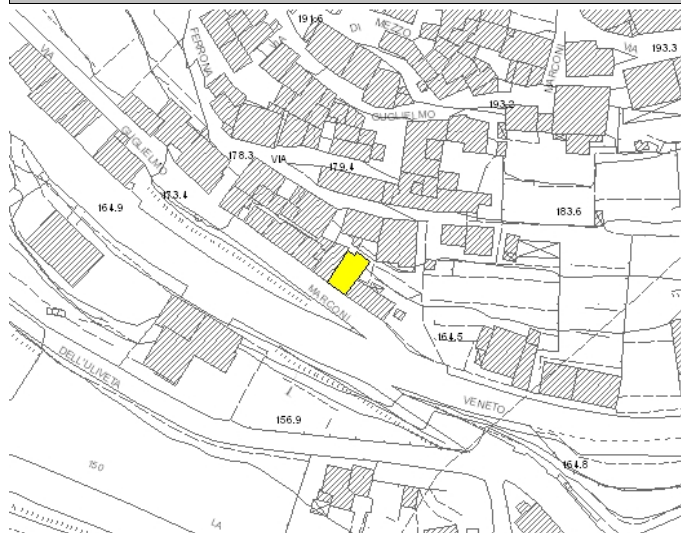 191.6
DI MEZZO
VIA
FERRONI
MARCONI
VIA
193.3
VIA
193.2
GUGLIELMO
GUGLIELMO
178.3
VIA
179.4
173.4
164.9
183.6
MARCONI
164.5
DELL'ULIVETA
VENETO
156.9
150
164.8
LA